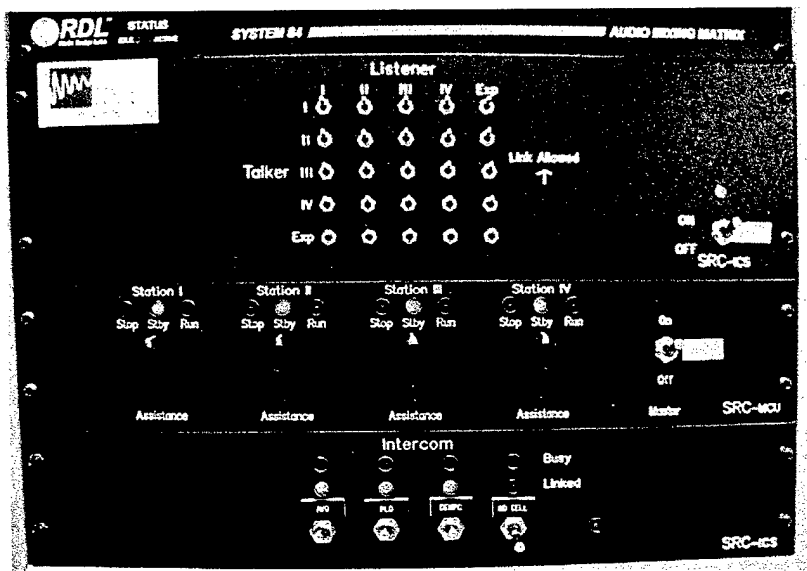 RDL STATUS SYSTEM 84 AUDIO MIXING MATRIX
Listener
I II III IV Exp
I
II
Talker III
Link Allowed
IV
ON
Exp
OFF
SRC-ICS
Station I Station II Station III Station IV
Stop Stby Run Stop Stby Run Stop Stby Run Stop Stby Run
On
Off
Assistance Assistance Assistance Assistance Master SRC-MCU
Intercom
Busy
Linked
PLO CELL
SRC-ICS